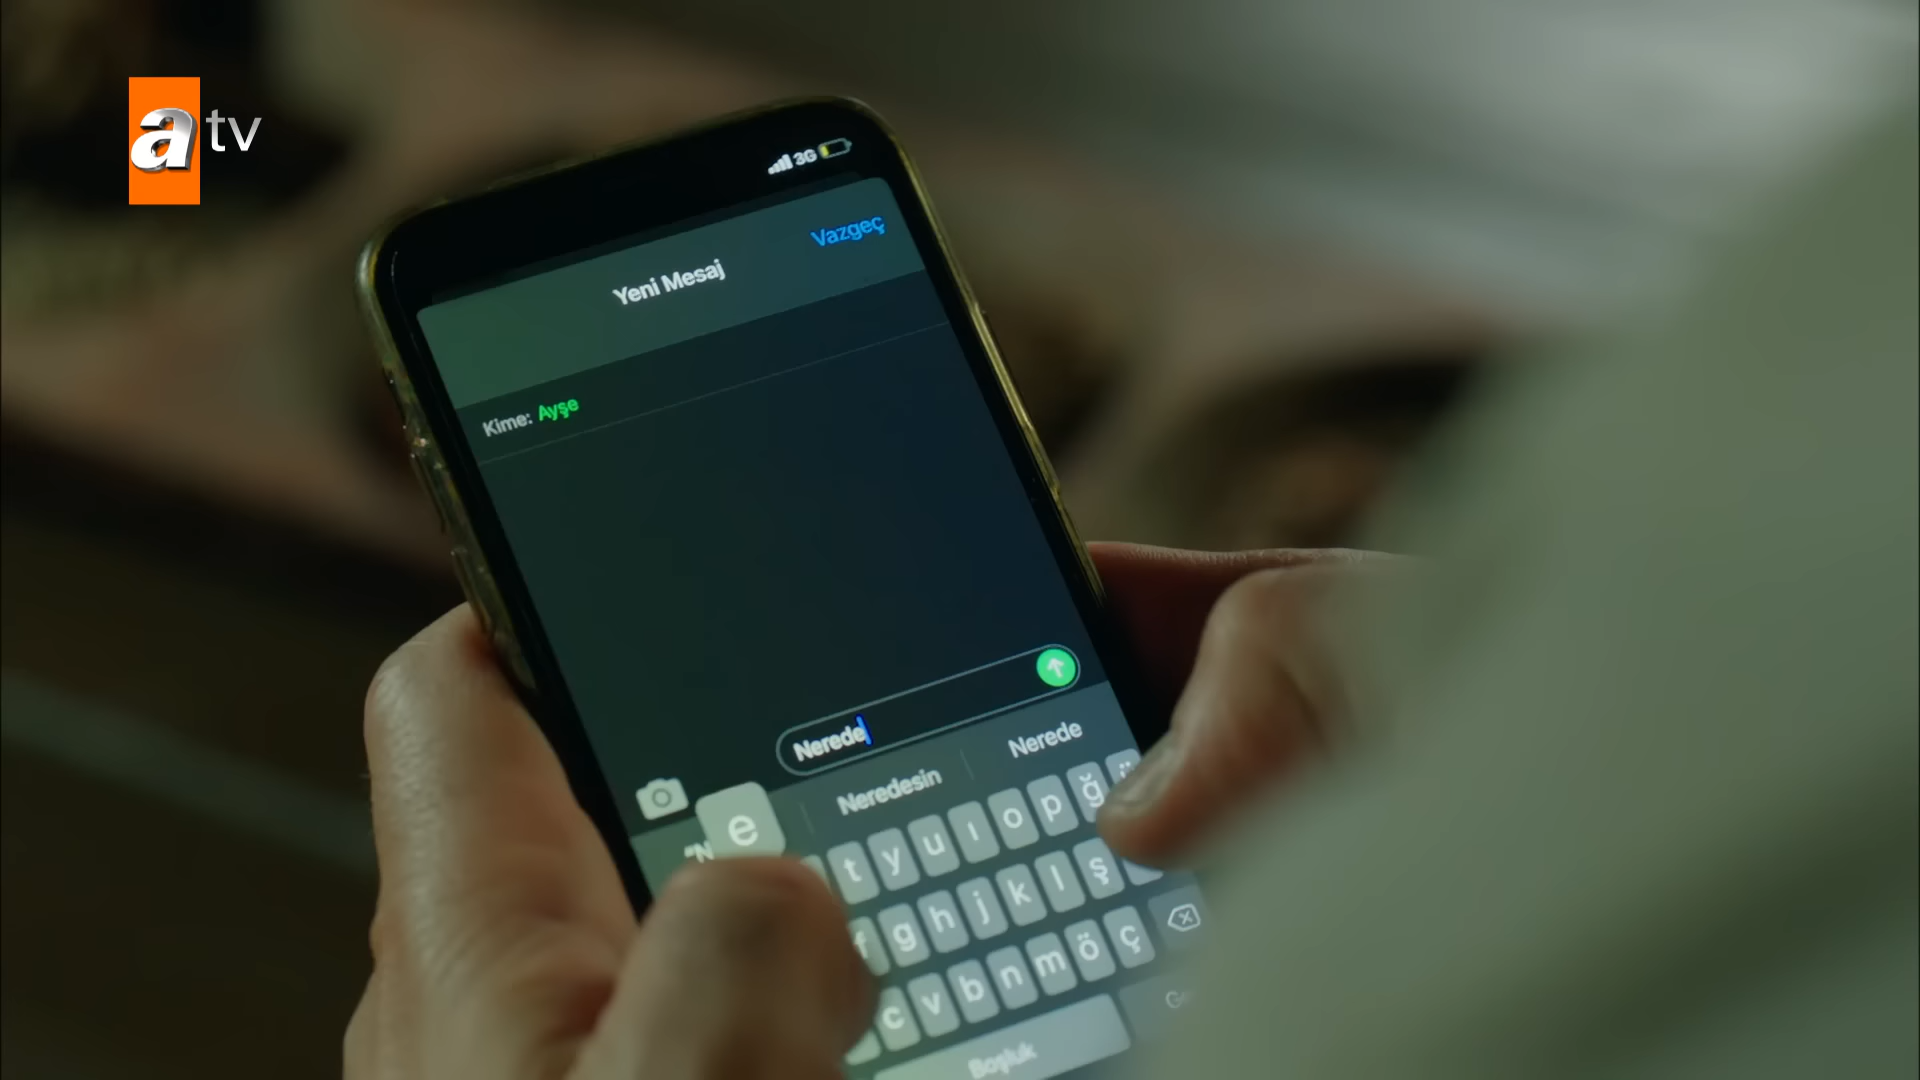 atv
3G
Vazgeç
Yeni Mesaj
Kime: Ayşe
Nerede
"N
Neredesin
Nerede
e
t y u ı o p ğ ü
f g h j k l ş
c v b n m ö ç
Boşluk